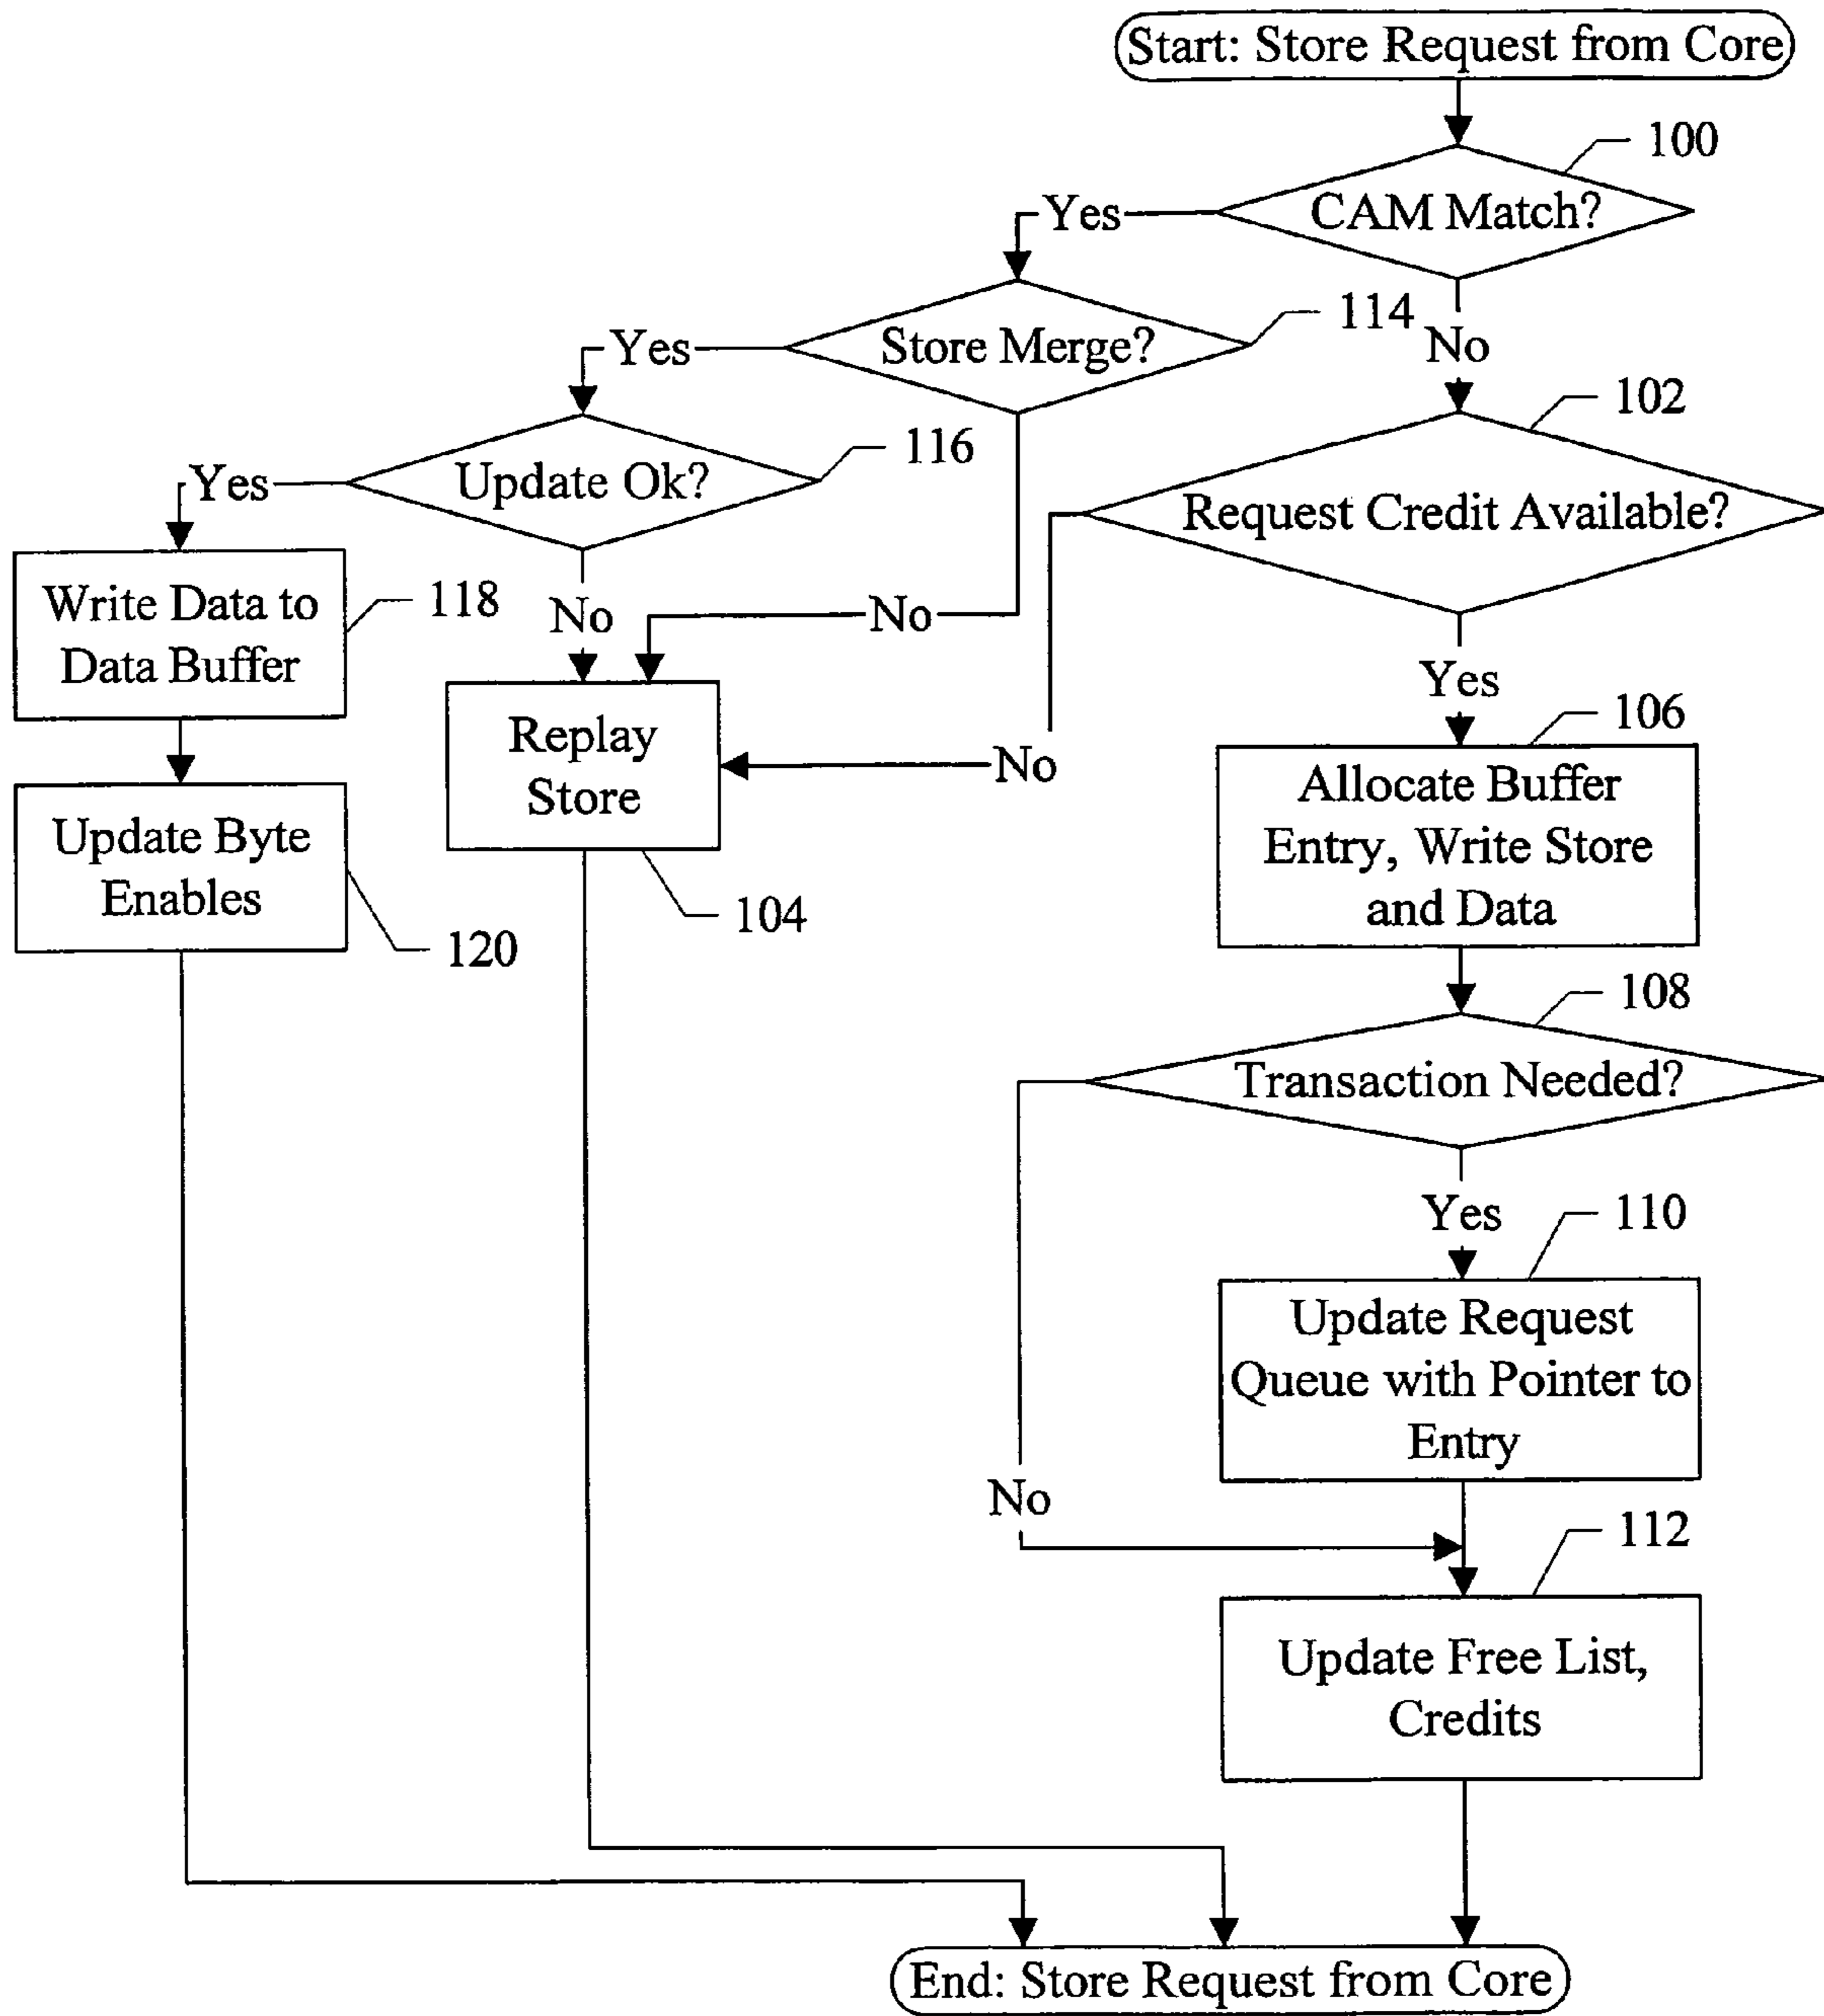 Start: Store Request from Core
100
CAM Match?
Yes
No
114
Store Merge?
Yes
No
102
Request Credit Available?
No
Yes
116
Update Ok?
Yes
No
118
Write Data to
Data Buffer
Update Byte
Enables
120
Replay
Store
104
106
Allocate Buffer
Entry, Write Store
and Data
108
Transaction Needed?
Yes
No
110
Update Request
Queue with Pointer to
Entry
112
Update Free List,
Credits
End: Store Request from Core